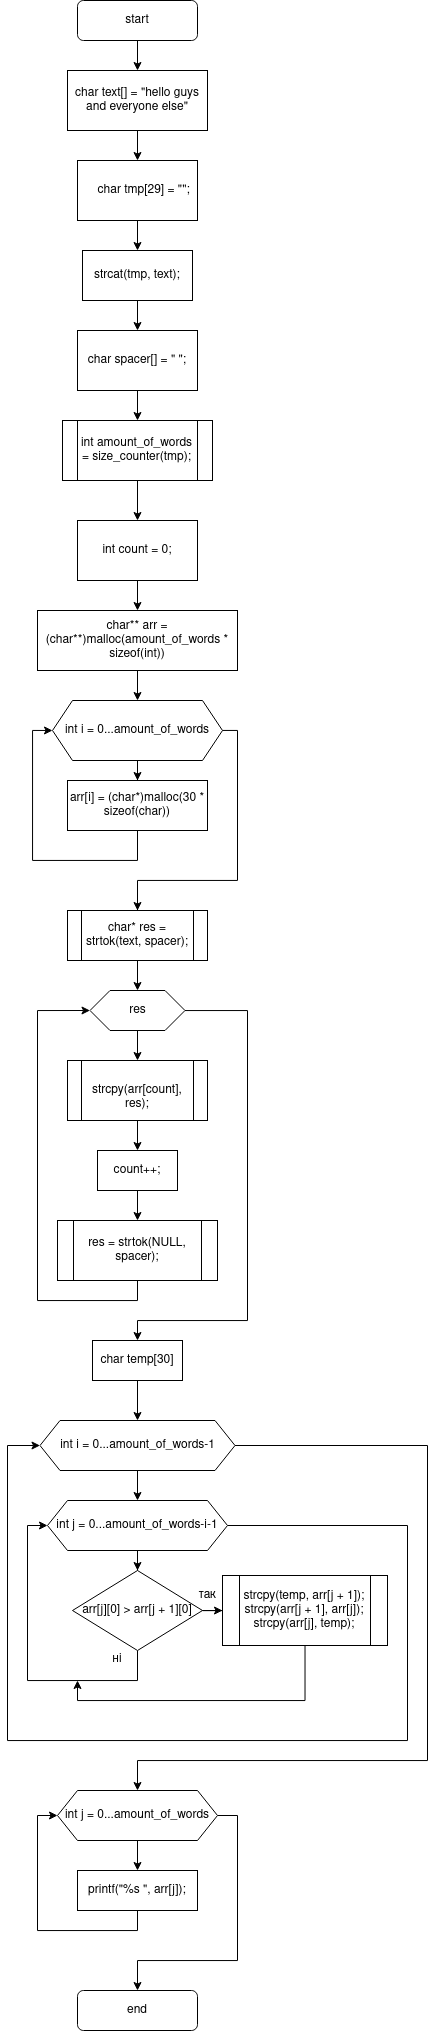 start
char text[] = "hello guys
and everyone else"
char tmp[29] = "";
strcat(tmp, text);
char spacer[] = " ";
int amount_of_words
= size_counter(tmp);
int count = 0;
char** arr =
(char**)malloc(amount_of_words *
sizeof(int))
int i = 0...amount_of_words
arr[i] = (char*)malloc(30 *
sizeof(char))
char* res =
strtok(text, spacer);
res
strcpy(arr[count],
res);
count++;
res = strtok(NULL,
spacer);
char temp[30]
int i = 0...amount_of_words-1
int j = 0...amount_of_words-i-1
arr[j][0] > arr[j + 1][0]
так
strcpy(temp, arr[j + 1]);
strcpy(arr[j + 1], arr[j]);
strcpy(arr[j], temp);
ні
int j = 0...amount_of_words
printf("%s ", arr[j]);
end